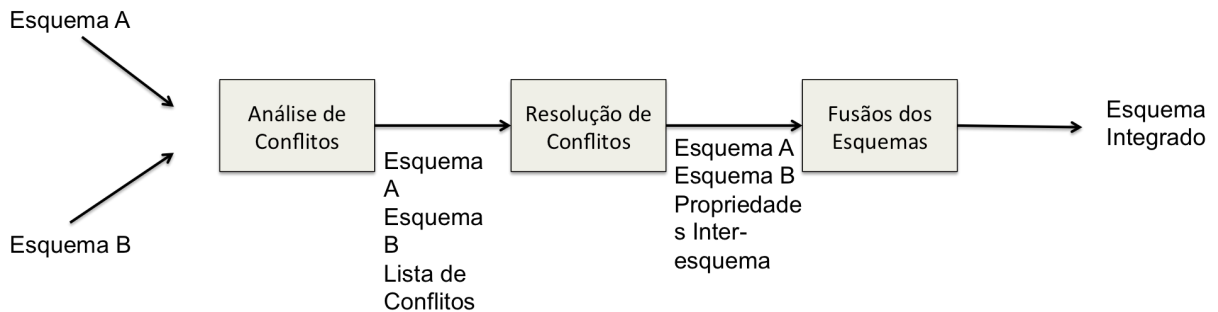 Esquema A
Esquema B
Análise de
Conflitos
Esquema
A
Esquema
B
Lista de
Conflitos
Resolução de
Conflitos
Esquema A
Esquema B
Propriedade
s Inter-
esquema
Fusãos dos
Esquemas
Esquema
Integrado